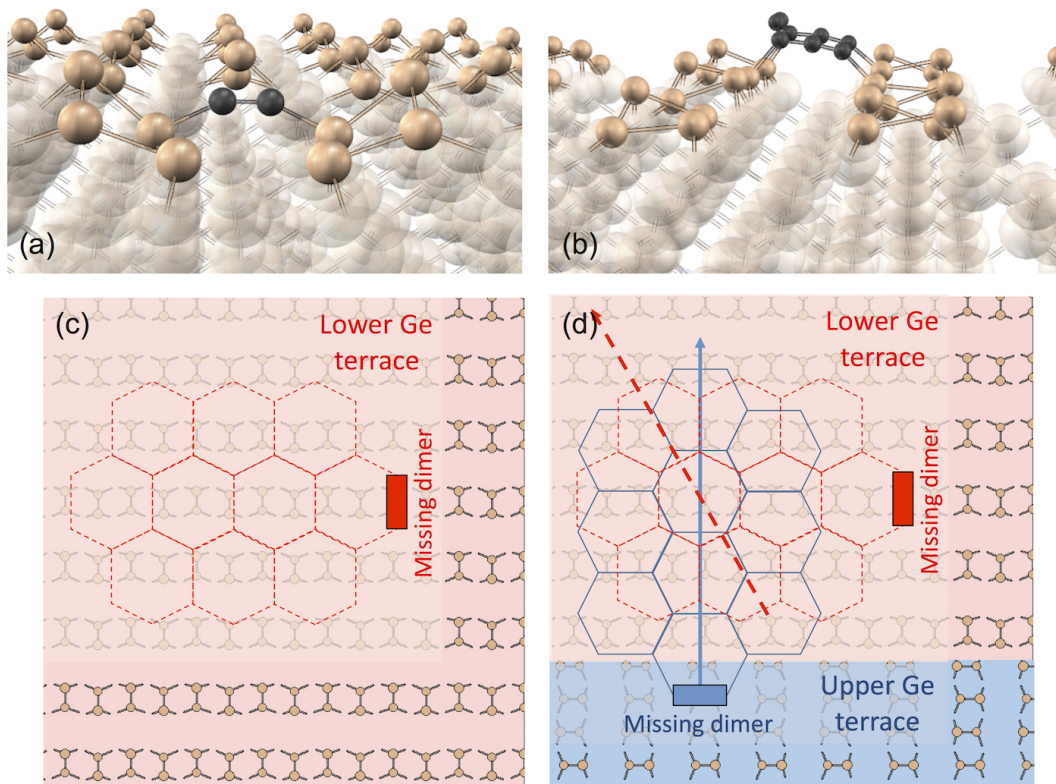 (a)
(b)
(c)
Lower Ge
terrace
Missing dimer
(d)
Lower Ge
terrace
Missing dimer
Missing dimer
Upper Ge
terrace